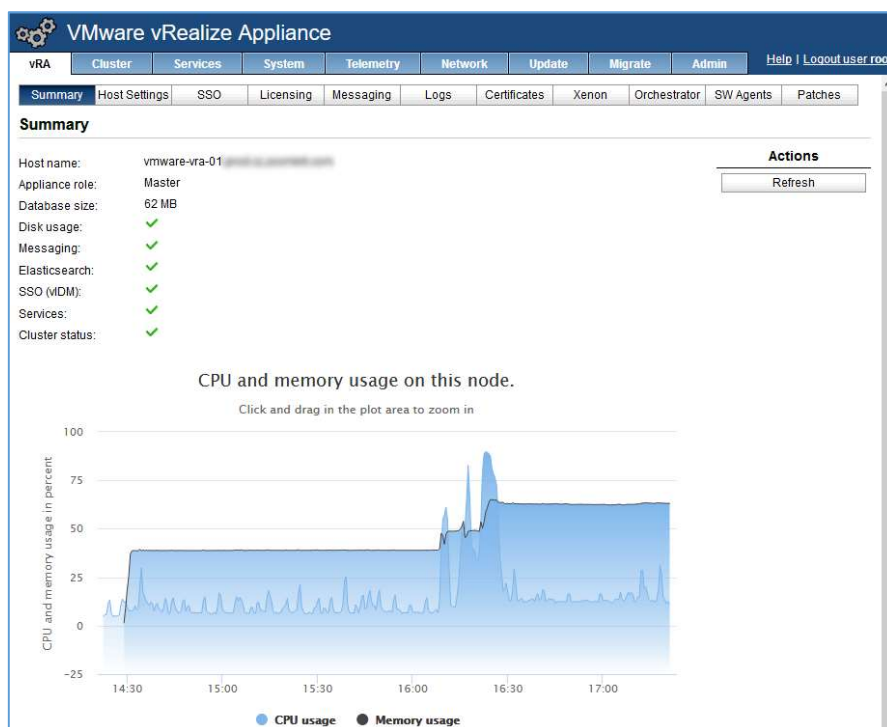 VMware vRealize Appliance
vRA Cluster Services System Telemetry Network Update Migrate Admin Help | Logout user roo
Summary Host Settings SSO Licensing Messaging Logs Certificates Xenon Orchestrator SW Agents Patches
Summary
Actions
Refresh
Host name: vmware-vra-01
Appliance role: Master
Database size: 62 MB
Disk usage:
Messaging:
Elasticsearch:
SSO (vIDM):
Services:
Cluster status:
CPU and memory usage on this node.
Click and drag in the plot area to zoom in
CPU and memory usage in percent
100
75
50
25
0
-25
14:30 15:00 15:30 16:00 16:30 17:00
CPU usage Memory usage